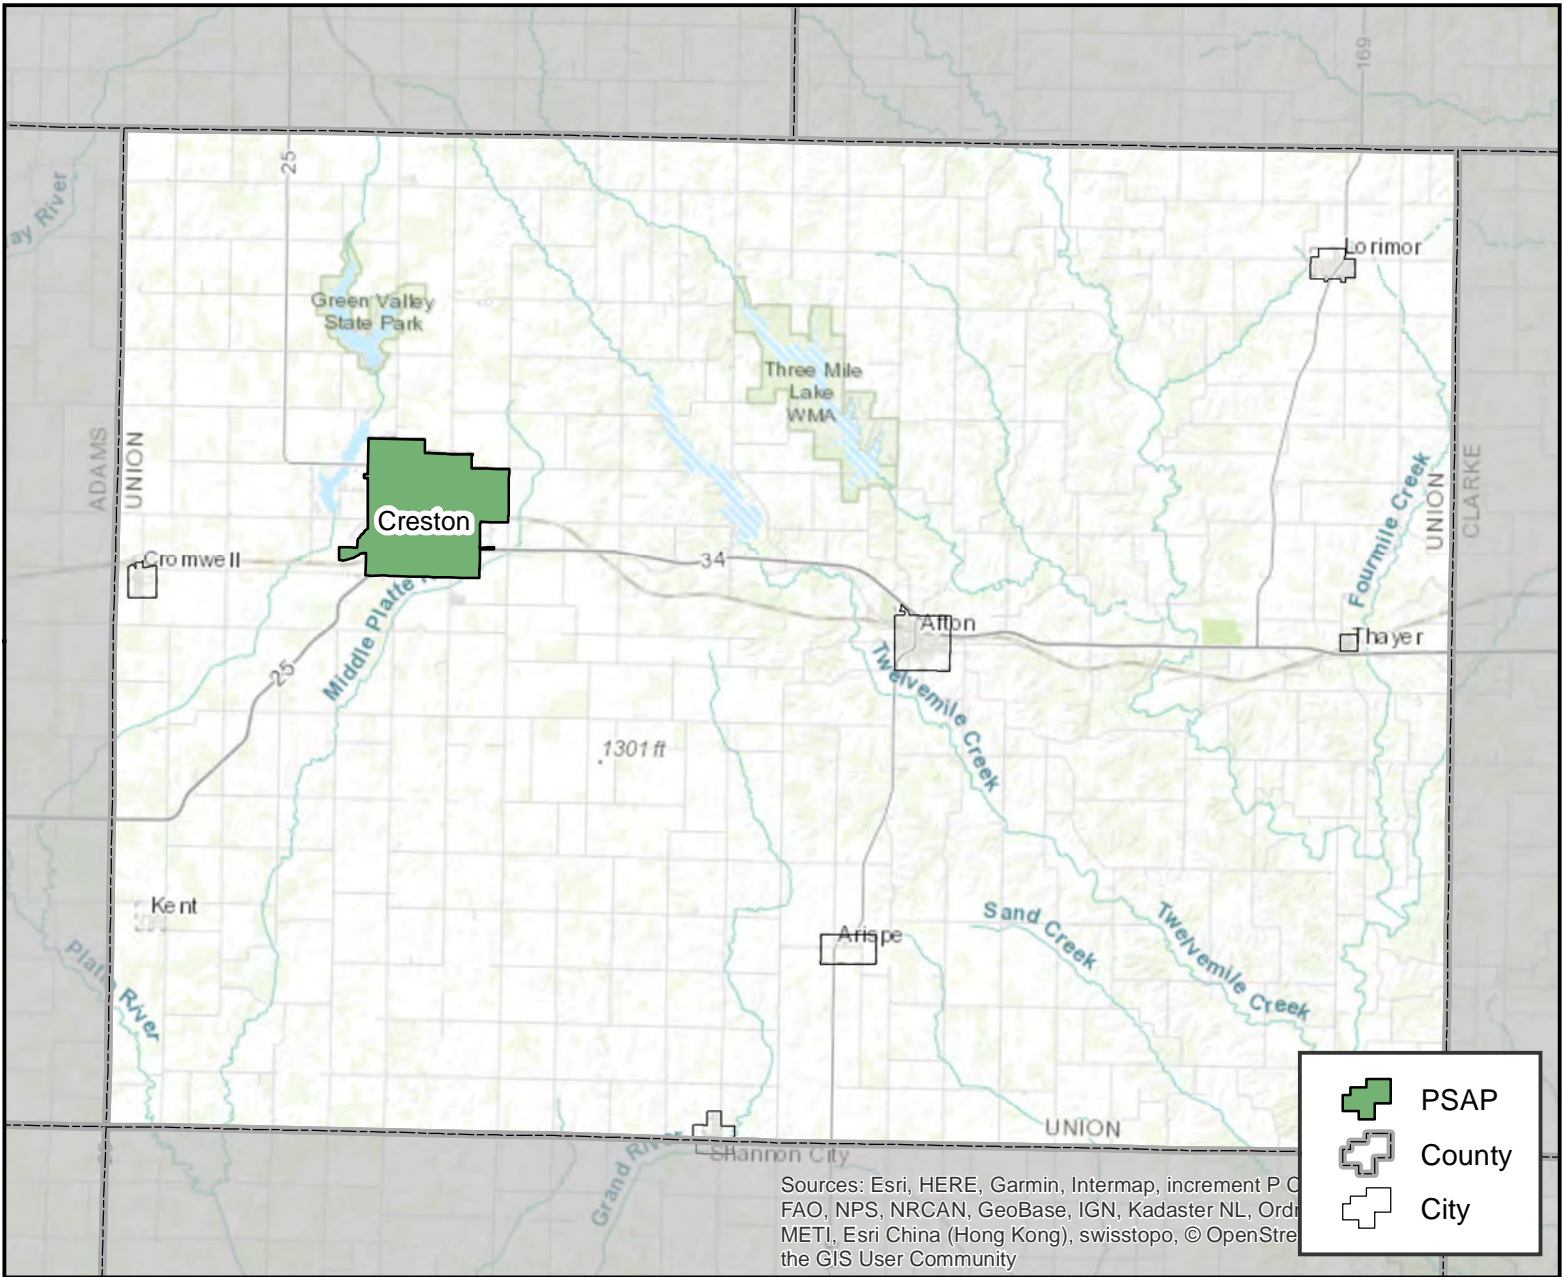 169
25
ay River
Lorimor
Green Valley
State Park
Three Mile
Lake
WMA
ADAMS
UNION
UNION
CLARKE
Fourmile Creek
Creston
Cromwell
34
Middle Platte
Afton
Thayer
25
Twelvemile Creek
1301 ft
Kent
Arispe
Sand Creek
Twelvemile Creek
Platte River
UNION
Shannon City
Grand River
PSAP
County
City
Sources: Esri, HERE, Garmin, Intermap, increment P C
FAO, NPS, NRCAN, GeoBase, IGN, Kadaster NL, Ordn
METI, Esri China (Hong Kong), swisstopo, © OpenStre
the GIS User Community